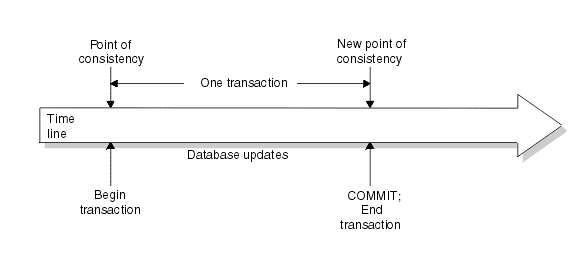 Point of
consistency
New point of
consistency
One transaction
Time
line
Database updates
Begin
transaction
COMMIT;
End
transaction